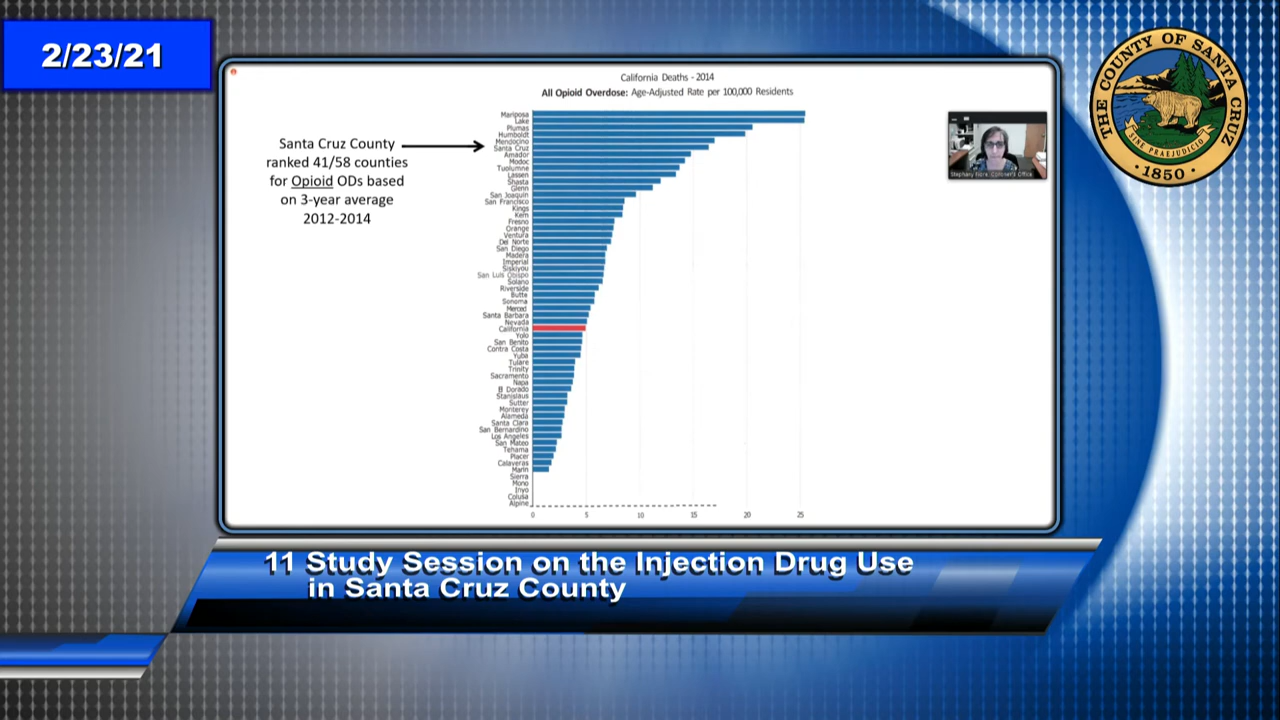 2/23/21
California Deaths - 2014
All Opioid Overdose: Age-Adjusted Rate per 100,000 Residents
Santa Cruz County
ranked 41/58 counties
for Opioid ODs based
on 3-year average
2012-2014
Mariposa
Lake
Plumas
Humboldt
Mendocino
Santa Cruz
Amador
Modoc
Tuolumne
Lassen
Shasta
Glenn
San Joaquin
San Francisco
Kings
Kern
Fresno
Orange
Ventura
Del Norte
San Diego
Madera
Imperial
Siskiyou
San Luis Obispo
Solano
Riverside
Butte
Sonoma
Merced
Santa Barbara
Nevada
California
Yolo
San Benito
Contra Costa
Yuba
Tulare
Trinity
Sacramento
Napa
El Dorado
Stanislaus
Sutter
Monterey
Alameda
Santa Clara
San Bernardino
Los Angeles
San Mateo
Tehama
Placer
Calaveras
Marin
Sierra
Mono
Inyo
Colusa
Alpine
0 5 10 15 20 25
Coroner's Office
THE COUNTY OF SANTA CRUZ
SINE PRAEJUDICIO
• 1850 •
11 Study Session on the Injection Drug Use
in Santa Cruz County